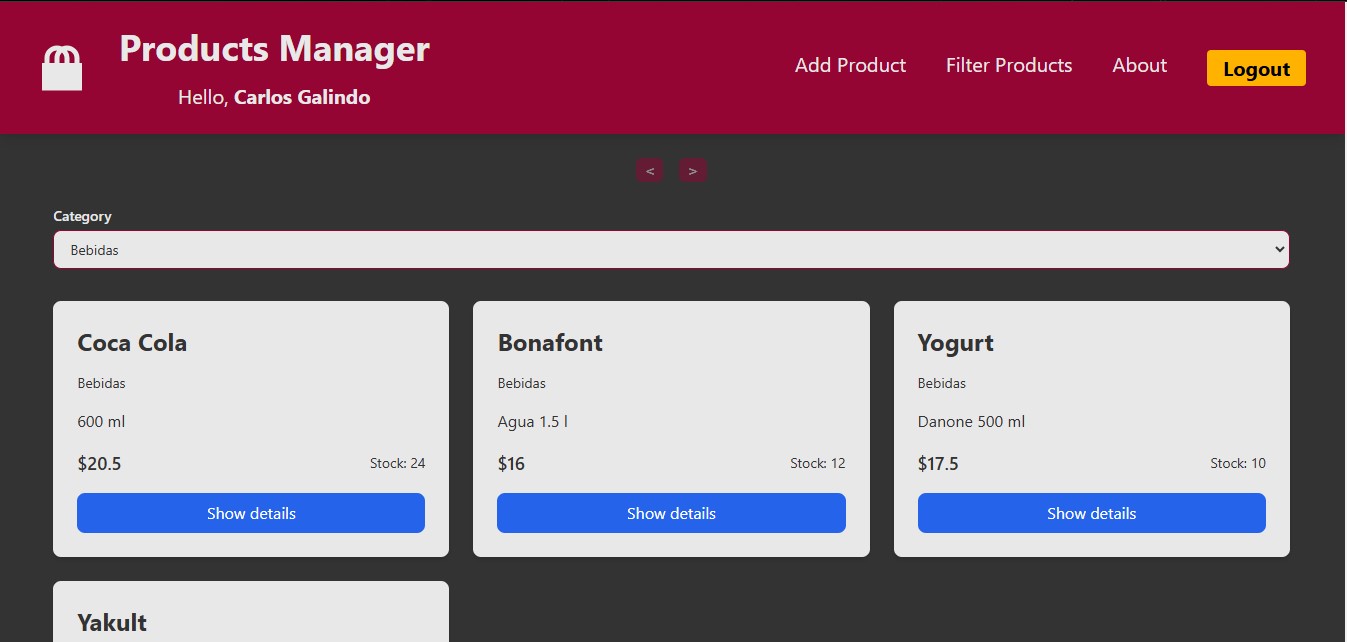 Products Manager
Hello, Carlos Galindo
Add Product
Filter Products
About
Logout
<
>
Category
Bebidas
Coca Cola
Bebidas
600 ml
$20.5
Stock: 24
Show details
Bonafont
Bebidas
Agua 1.5 l
$16
Stock: 12
Show details
Yogurt
Bebidas
Danone 500 ml
$17.5
Stock: 10
Show details
Yakult